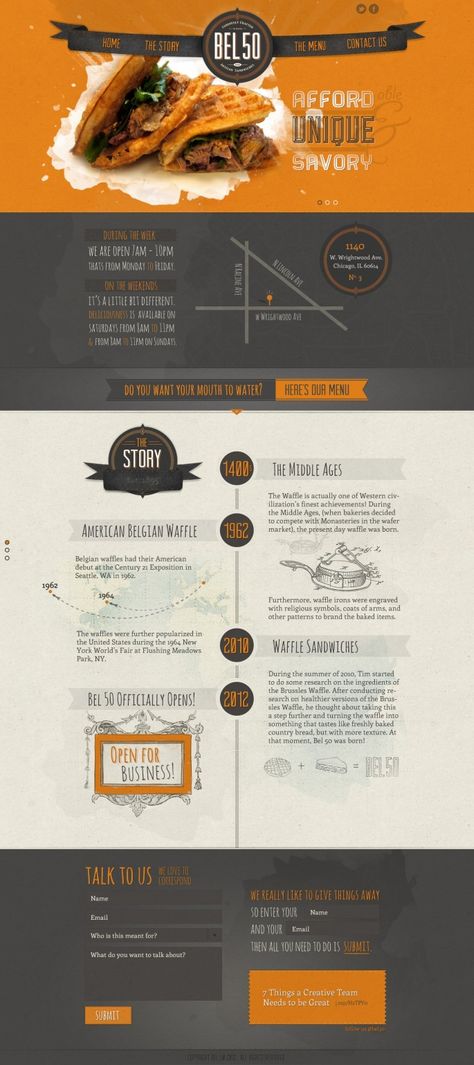 HOME
THE STORY
BEL 50
THE MENU
CONTACT US
AFFORDable
UNIQUE &
SAVORY
DURING THE WEEK
WE ARE OPEN 7AM - 10PM
THATS FROM MONDAY TO FRIDAY.
ON THE WEEKENDS
IT'S A LITTLE BIT DIFFERENT.
DELICIOUSNESS IS AVAILABLE ON
SATURDAYS FROM 8AM TO 11PM
& FROM 8AM TO 11PM ON SUNDAYS.
N RACINE AVE
N LINCOLN AVE
W WRIGHTWOOD AVE
1140
W. Wrightwood Ave.
Chicago, IL 60614
Nº 3
DO YOU WANT YOUR MOUTH TO WATER?
HERE'S OUR MENU
THE
STORY
Est. 1895
1400
THE MIDDLE AGES
The Waffle is actually one of Western civ-
ilization's finest achievements! During
the Middle Ages, (when bakeries decided
to compete with Monasteries in the wafer
market), the present day waffle was born.
Furthermore, waffle irons were engraved
with religious symbols, coats of arms, and
other patterns to brand the baked items.
AMERICAN BELGIAN WAFFLE
1962
Belgian waffles had their American
debut at the Century 21 Exposition in
Seattle, WA in 1962.
1962
1964
The waffles were further popularized in
the United States during the 1964 New
York World's Fair at Flushing Meadows
Park, NY.
2010
WAFFLE SANDWICHES
During the summer of 2010, Tim started
to do some research on the ingredients of
the Brussles Waffle. After conducting re-
search on healthier versions of the Brus-
sles Waffle, he thought about taking this
a step further and turning the waffle into
something that tastes like freshly baked
country bread, but with more texture. At
that moment, Bel 50 was born!
+ = BEL 50
BEL 50 OFFICIALLY OPENS!
2012
OPEN FOR
BUSINESS!
TALK TO US
WE LOVE TO
CORRESPOND
Name
Email
Who is this meant for?
What do you want to talk about?
SUBMIT
WE REALLY LIKE TO GIVE THINGS AWAY
SO ENTER YOUR Name
AND YOUR Email
THEN ALL YOU NEED TO DO IS SUBMIT.
7 Things a Creative Team
Needs to be Great